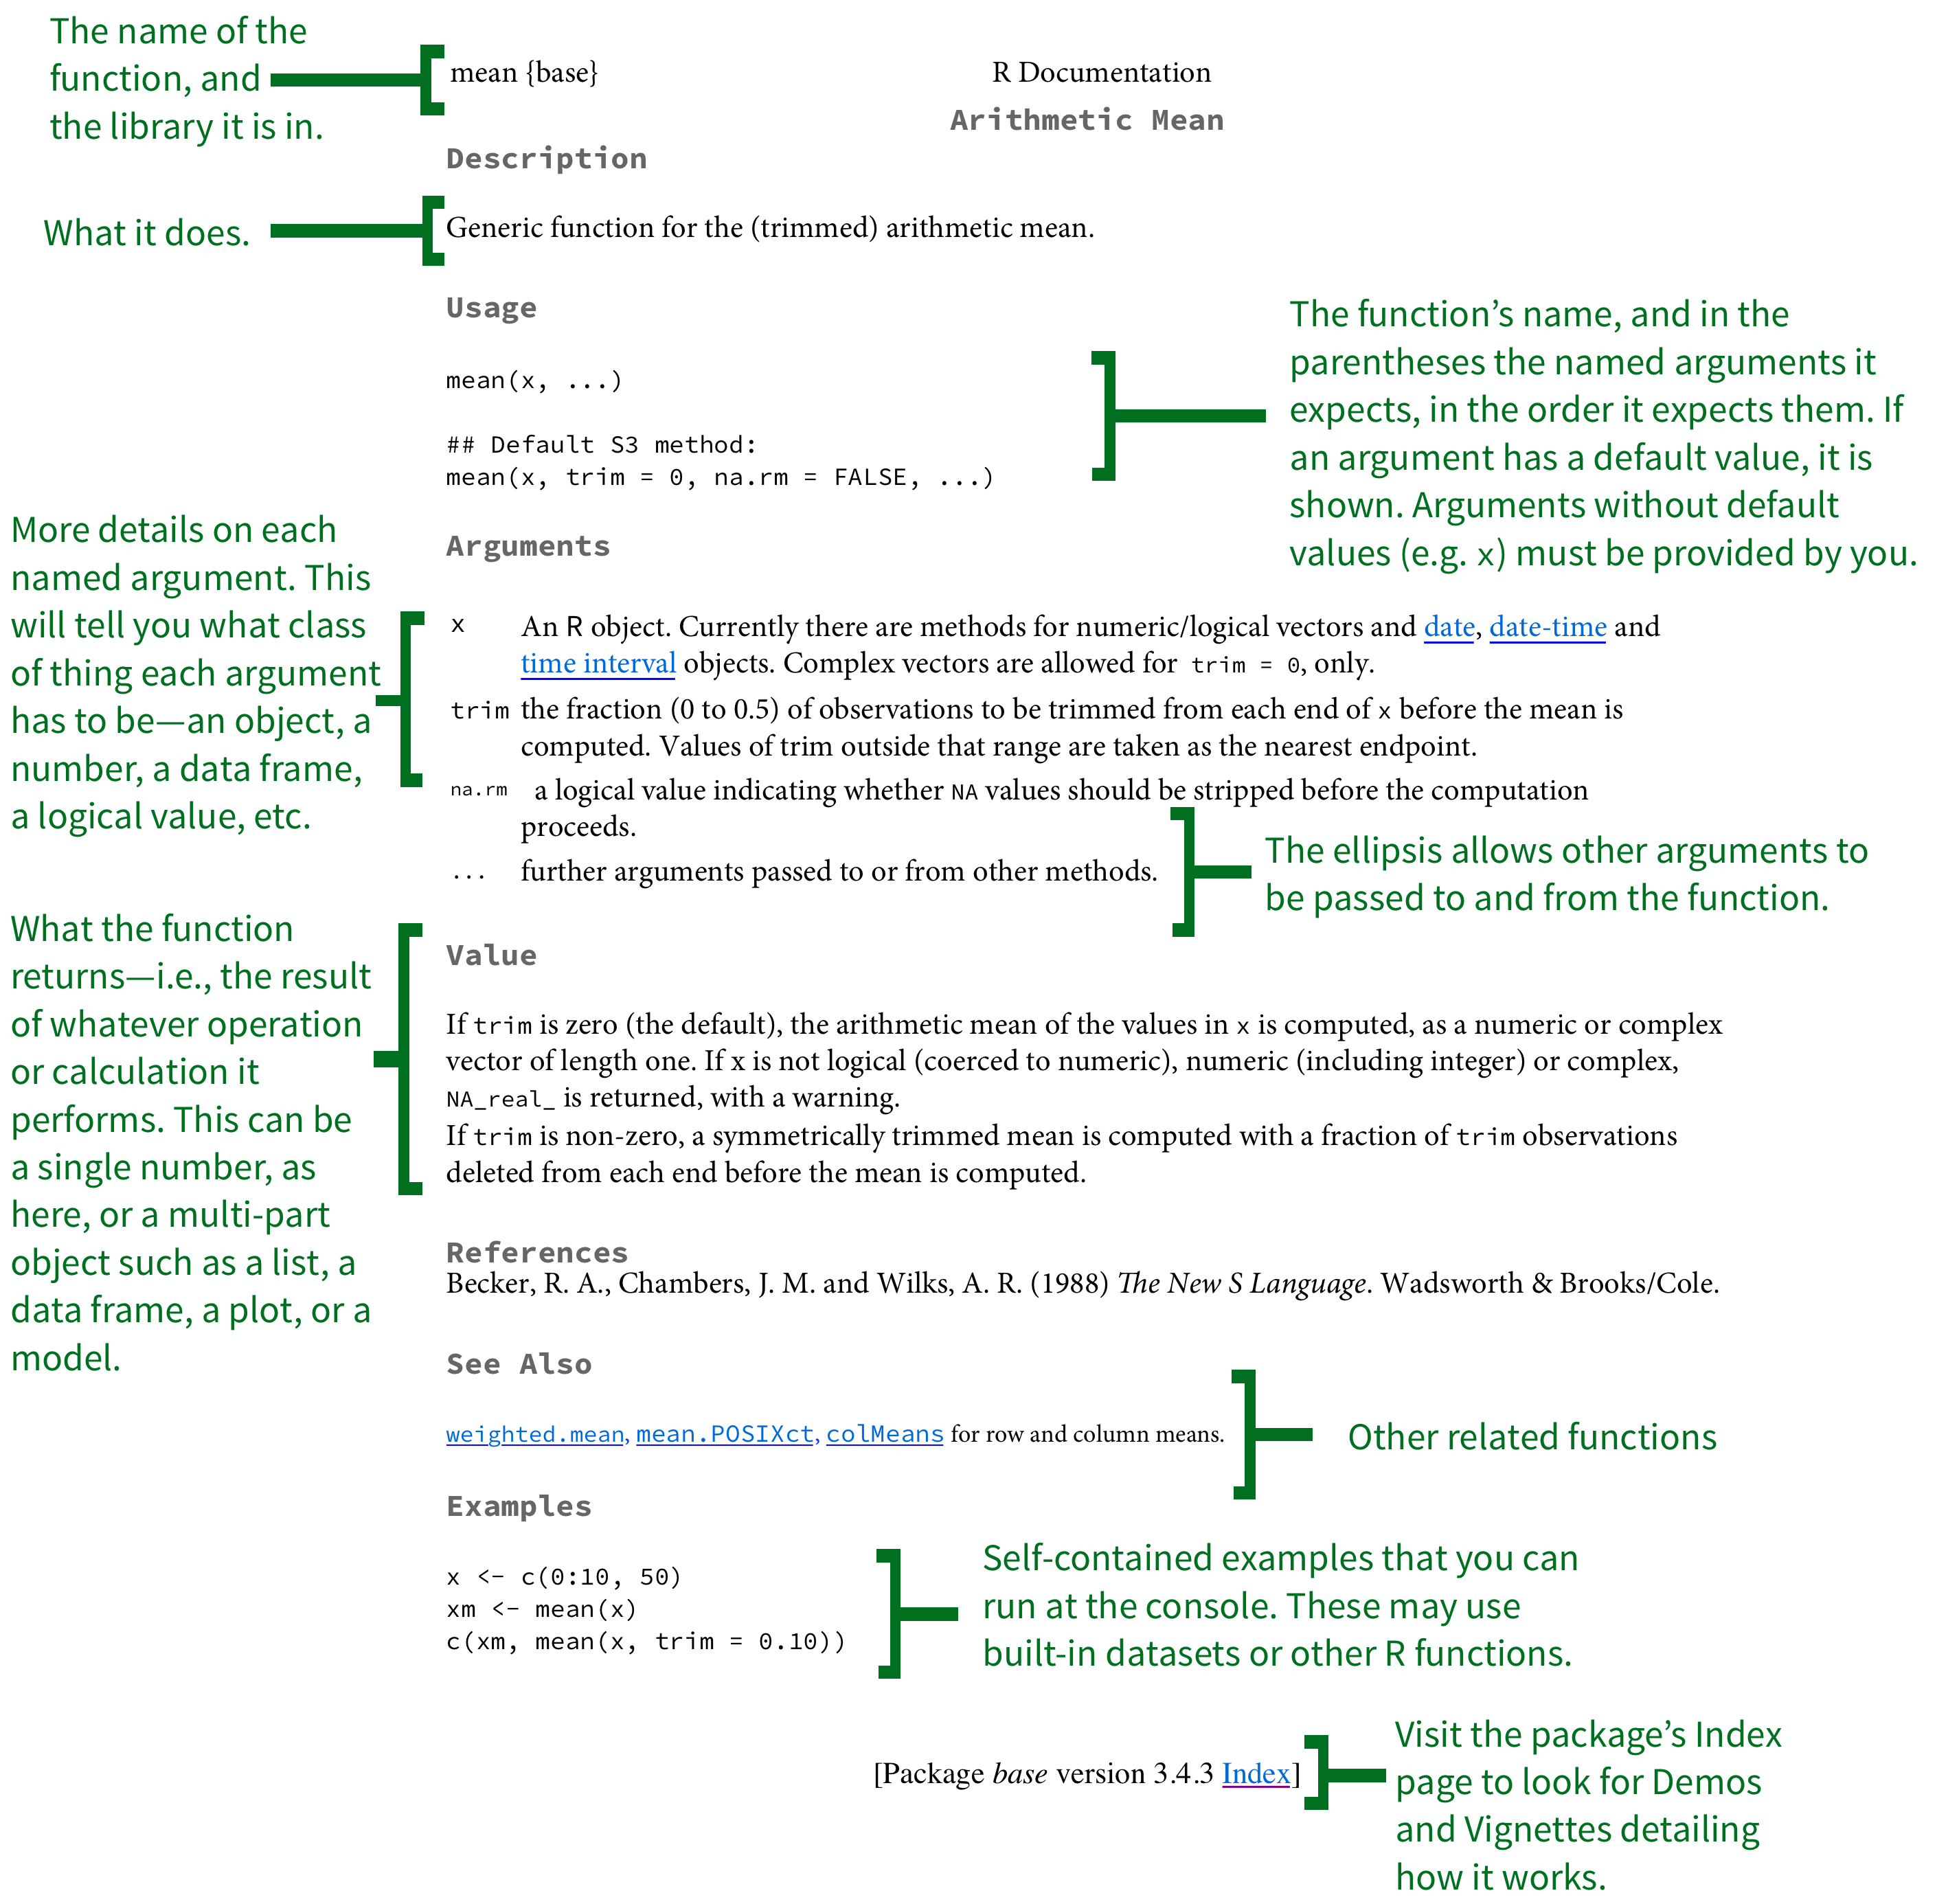 The name of the
function, and
the library it is in.
mean {base}
R Documentation
Arithmetic Mean
Description
What it does.
Generic function for the (trimmed) arithmetic mean.
Usage
mean(x, ...)
## Default S3 method:
mean(x, trim = 0, na.rm = FALSE, ...)
The function’s name, and in the
parentheses the named arguments it
expects, in the order it expects them. If
an argument has a default value, it is
shown. Arguments without default
values (e.g. x) must be provided by you.
More details on each
named argument. This
will tell you what class
of thing each argument
has to be—an object, a
number, a data frame,
a logical value, etc.
Arguments
x An R object. Currently there are methods for numeric/logical vectors and date, date-time and
time interval objects. Complex vectors are allowed for trim = 0, only.
trim the fraction (0 to 0.5) of observations to be trimmed from each end of x before the mean is
computed. Values of trim outside that range are taken as the nearest endpoint.
na.rm a logical value indicating whether NA values should be stripped before the computation
proceeds.
... further arguments passed to or from other methods.
The ellipsis allows other arguments to
be passed to and from the function.
What the function
returns—i.e., the result
of whatever operation
or calculation it
performs. This can be
a single number, as
here, or a multi-part
object such as a list, a
data frame, a plot, or a
model.
Value
If trim is zero (the default), the arithmetic mean of the values in x is computed, as a numeric or complex
vector of length one. If x is not logical (coerced to numeric), numeric (including integer) or complex,
NA_real_ is returned, with a warning.
If trim is non-zero, a symmetrically trimmed mean is computed with a fraction of trim observations
deleted from each end before the mean is computed.
References
Becker, R. A., Chambers, J. M. and Wilks, A. R. (1988) The New S Language. Wadsworth & Brooks/Cole.
See Also
weighted.mean, mean.POSIXct, colMeans for row and column means.
Other related functions
Examples
x <- c(0:10, 50)
xm <- mean(x)
c(xm, mean(x, trim = 0.10))
Self-contained examples that you can
run at the console. These may use
built-in datasets or other R functions.
[Package base version 3.4.3 Index]
Visit the package’s Index
page to look for Demos
and Vignettes detailing
how it works.